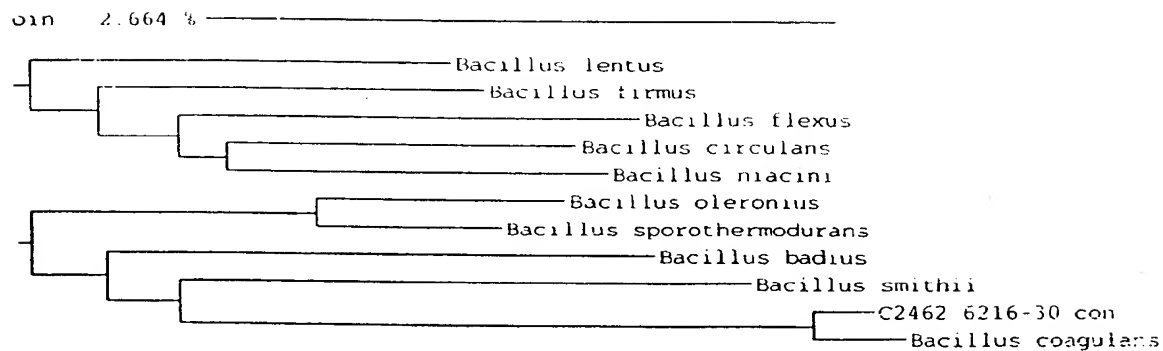 oin 2.664 %
Bacillus lentus
Bacillus firmus
Bacillus flexus
Bacillus circulans
Bacillus niacini
Bacillus oleronius
Bacillus sporothermodurans
Bacillus badius
Bacillus smithii
C2462 6216-30 con
Bacillus coagulans